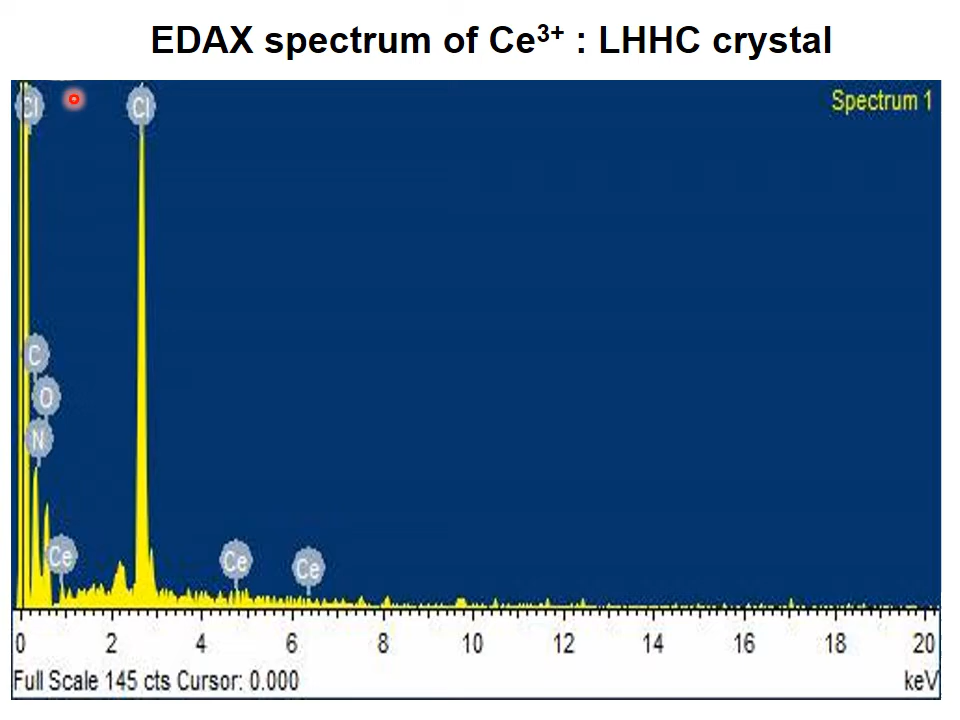 EDAX spectrum of Ce³⁺ : LHHC crystal
Spectrum 1
Cl
Cl
C
O
N
Ce
Ce
Ce
0 2 4 6 8 10 12 14 16 18 20
Full Scale 145 cts Cursor: 0.000 keV